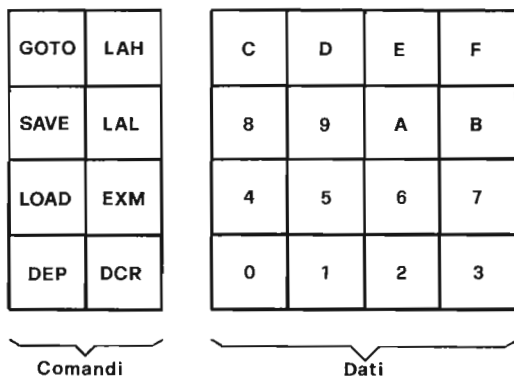 GOTO LAH C D E F
SAVE LAL 8 9 A B
LOAD EXM 4 5 6 7
DEP DCR 0 1 2 3
Comandi Dati